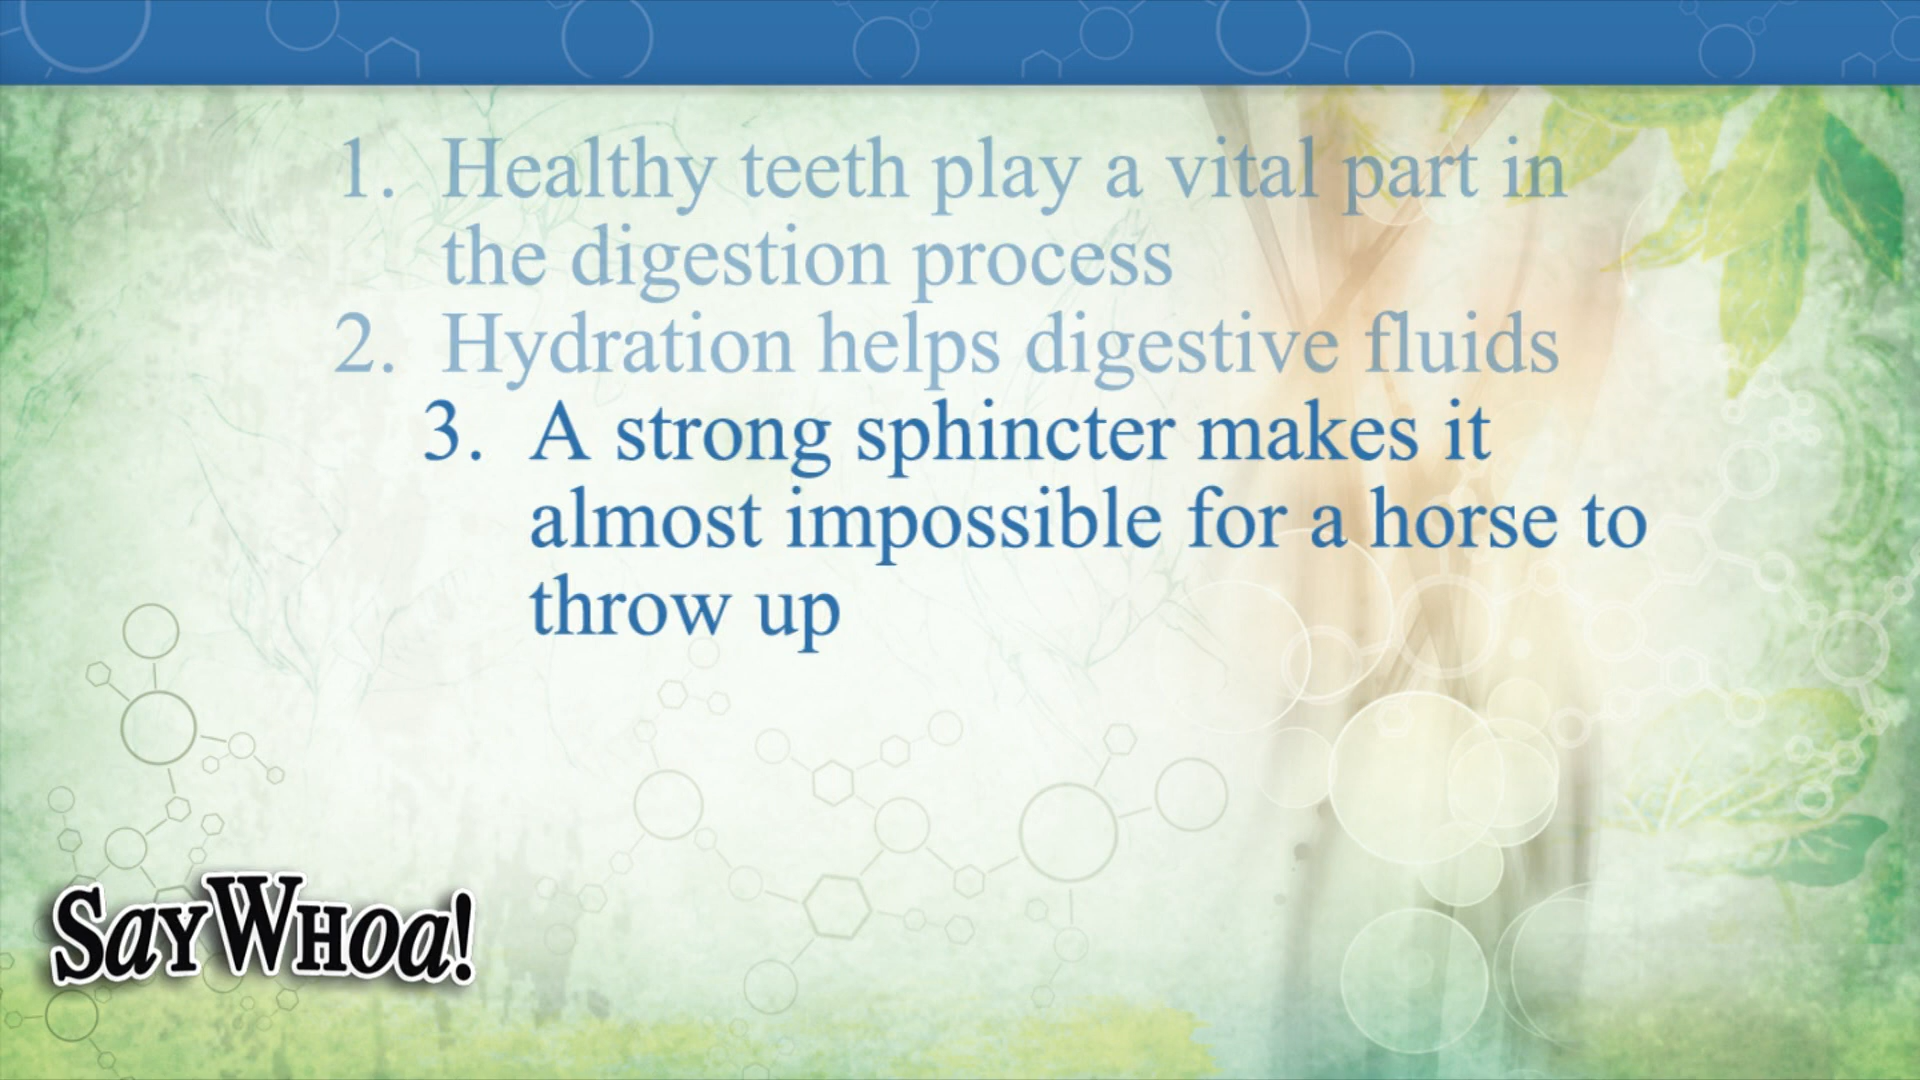 1. Healthy teeth play a vital part in
the digestion process
2. Hydration helps digestive fluids
3. A strong sphincter makes it
almost impossible for a horse to
throw up
SayWhoa!